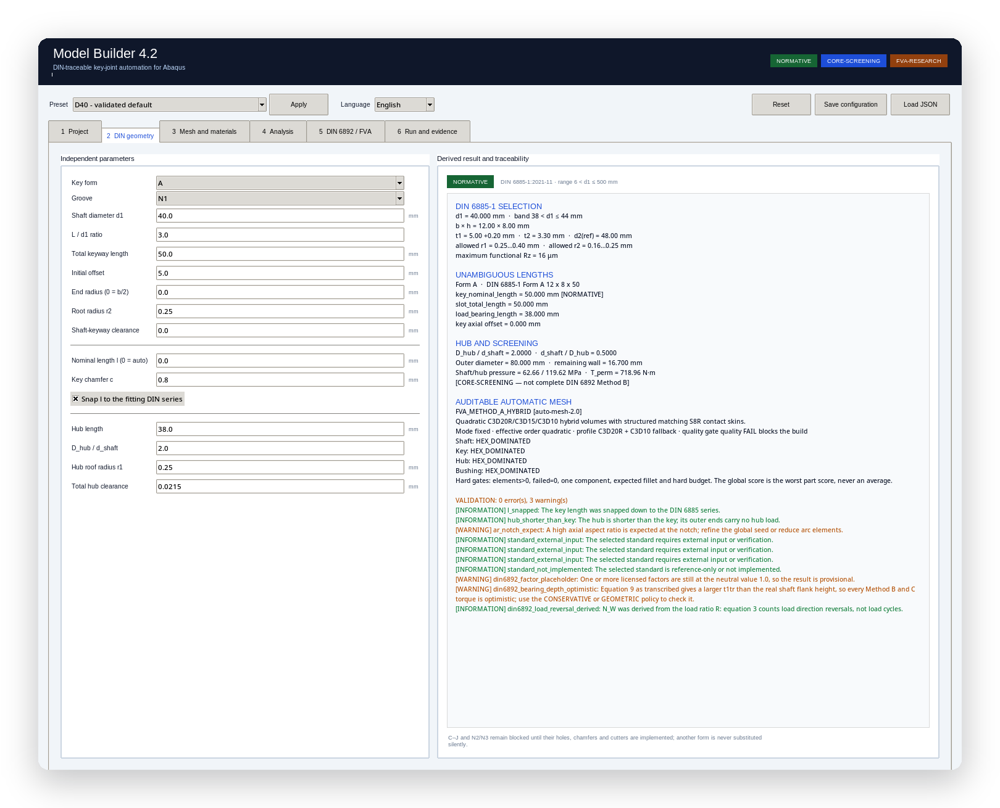 Model Builder 4.2
DIN-traceable key-joint automation for Abaqus
NORMATIVE
CORE-SCREENING
FVA-RESEARCH
Preset
D40 - validated default
Apply
Language
English
Reset
Save configuration
Load JSON
1 Project
2 DIN geometry
3 Mesh and materials
4 Analysis
5 DIN 6892 / FVA
6 Run and evidence
Independent parameters
Key form
A
Groove
N1
Shaft diameter d1
40.0
mm
L / d1 ratio
3.0
Total keyway length
50.0
mm
Initial offset
5.0
mm
End radius (0 = b/2)
0.0
mm
Root radius r2
0.25
mm
Shaft-keyway clearance
0.0
mm
Nominal length l (0 = auto)
0.0
mm
Key chamfer c
0.8
mm
Snap l to the fitting DIN series
Hub length
38.0
mm
D_hub / d_shaft
2.0
Hub roof radius r1
0.25
mm
Total hub clearance
0.0215
mm
Derived result and traceability
NORMATIVE
DIN 6885-1:2021-11 · range 6 < d1 ≤ 500 mm
DIN 6885-1 SELECTION
d1 = 40.000 mm · band 38 < d1 ≤ 44 mm
b × h = 12.00 × 8.00 mm
t1 = 5.00 +0.20 mm · t2 = 3.30 mm · d2(ref) = 48.00 mm
allowed r1 = 0.25…0.40 mm · allowed r2 = 0.16…0.25 mm
maximum functional Rz = 16 µm
UNAMBIGUOUS LENGTHS
Form A · DIN 6885-1 Form A 12 x 8 x 50
key_nominal_length = 50.000 mm [NORMATIVE]
slot_total_length = 50.000 mm
load_bearing_length = 38.000 mm
key axial offset = 0.000 mm
HUB AND SCREENING
D_hub / d_shaft = 2.0000 · d_shaft / D_hub = 0.5000
Outer diameter = 80.000 mm · remaining wall = 16.700 mm
Shaft/hub pressure = 62.66 / 119.62 MPa · T_perm = 718.96 N·m
[CORE-SCREENING — not complete DIN 6892 Method B]
AUDITABLE AUTOMATIC MESH
FVA_METHOD_A_HYBRID [auto-mesh-2.0]
Quadratic C3D20R/C3D15/C3D10 hybrid volumes with structured matching S8R contact skins.
Mode fixed · effective order quadratic · profile C3D20R + C3D10 fallback · quality gate quality FAIL blocks the build
Shaft: HEX_DOMINATED
Key: HEX_DOMINATED
Hub: HEX_DOMINATED
Bushing: HEX_DOMINATED
Hard gates: elements>0, failed=0, one component, expected fillet and hard budget. The global score is the worst part score, never an average.
VALIDATION: 0 error(s), 3 warning(s)
[INFORMATION] l_snapped: The key length was snapped down to the DIN 6885 series.
[INFORMATION] hub_shorter_than_key: The hub is shorter than the key; its outer ends carry no hub load.
[WARNING] ar_notch_expect: A high axial aspect ratio is expected at the notch; refine the global seed or reduce arc elements.
[INFORMATION] standard_external_input: The selected standard requires external input or verification.
[INFORMATION] standard_external_input: The selected standard requires external input or verification.
[INFORMATION] standard_external_input: The selected standard requires external input or verification.
[INFORMATION] standard_not_implemented: The selected standard is reference-only or not implemented.
[WARNING] din6892_factor_placeholder: One or more licensed factors are still at the neutral value 1.0, so the result is provisional.
[WARNING] din6892_bearing_depth_optimistic: Equation 9 as transcribed gives a larger t1tr than the real shaft flank height, so every Method B and C
torque is optimistic; use the CONSERVATIVE or GEOMETRIC policy to check it.
[INFORMATION] din6892_load_reversal_derived: N_W was derived from the load ratio R: equation 3 counts load direction reversals, not load cycles.
C–J and N2/N3 remain blocked until their holes, chamfers and cutters are implemented; another form is never substituted
silently.